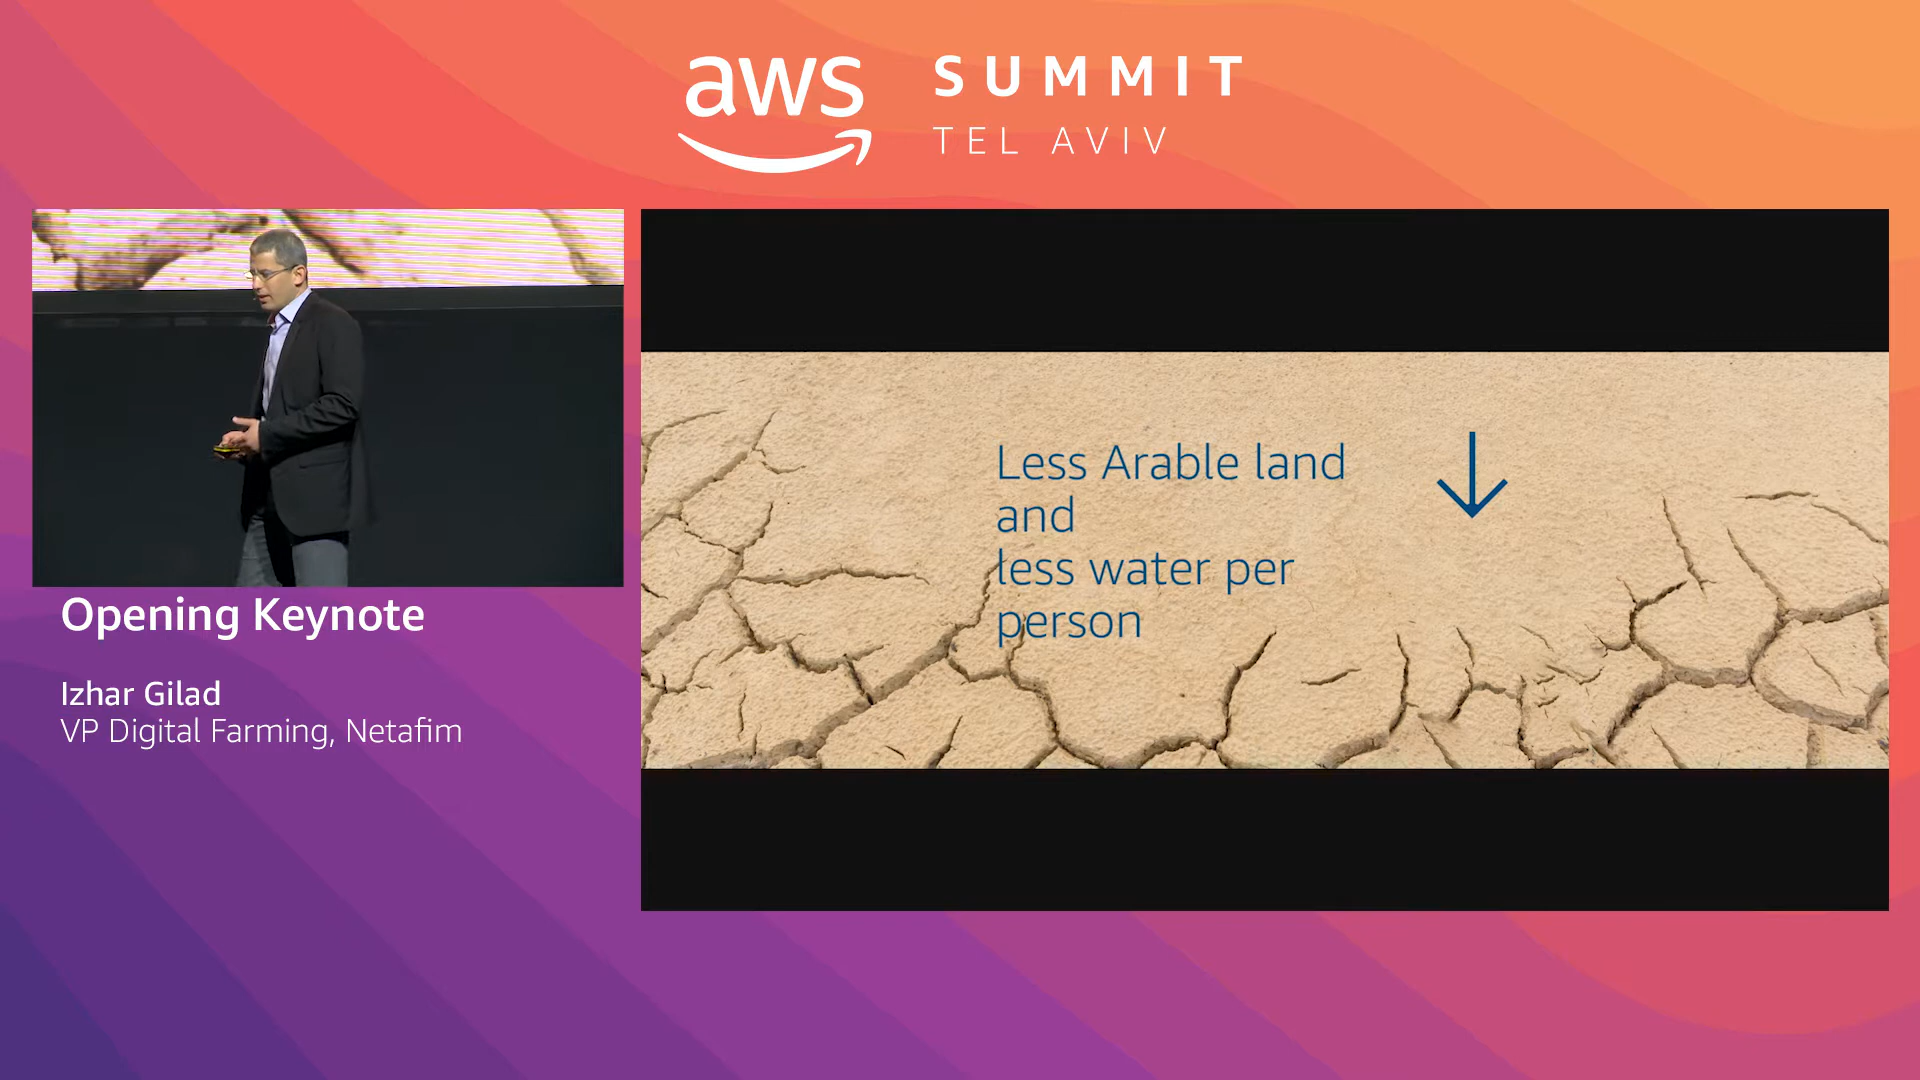 aws
SUMMIT
TEL AVIV
Opening Keynote
Izhar Gilad
VP Digital Farming, Netafim
Less Arable land
and
less water per
person